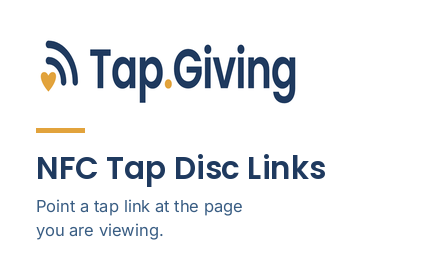 Tap.Giving
NFC Tap Disc Links
Point a tap link at the page
you are viewing.